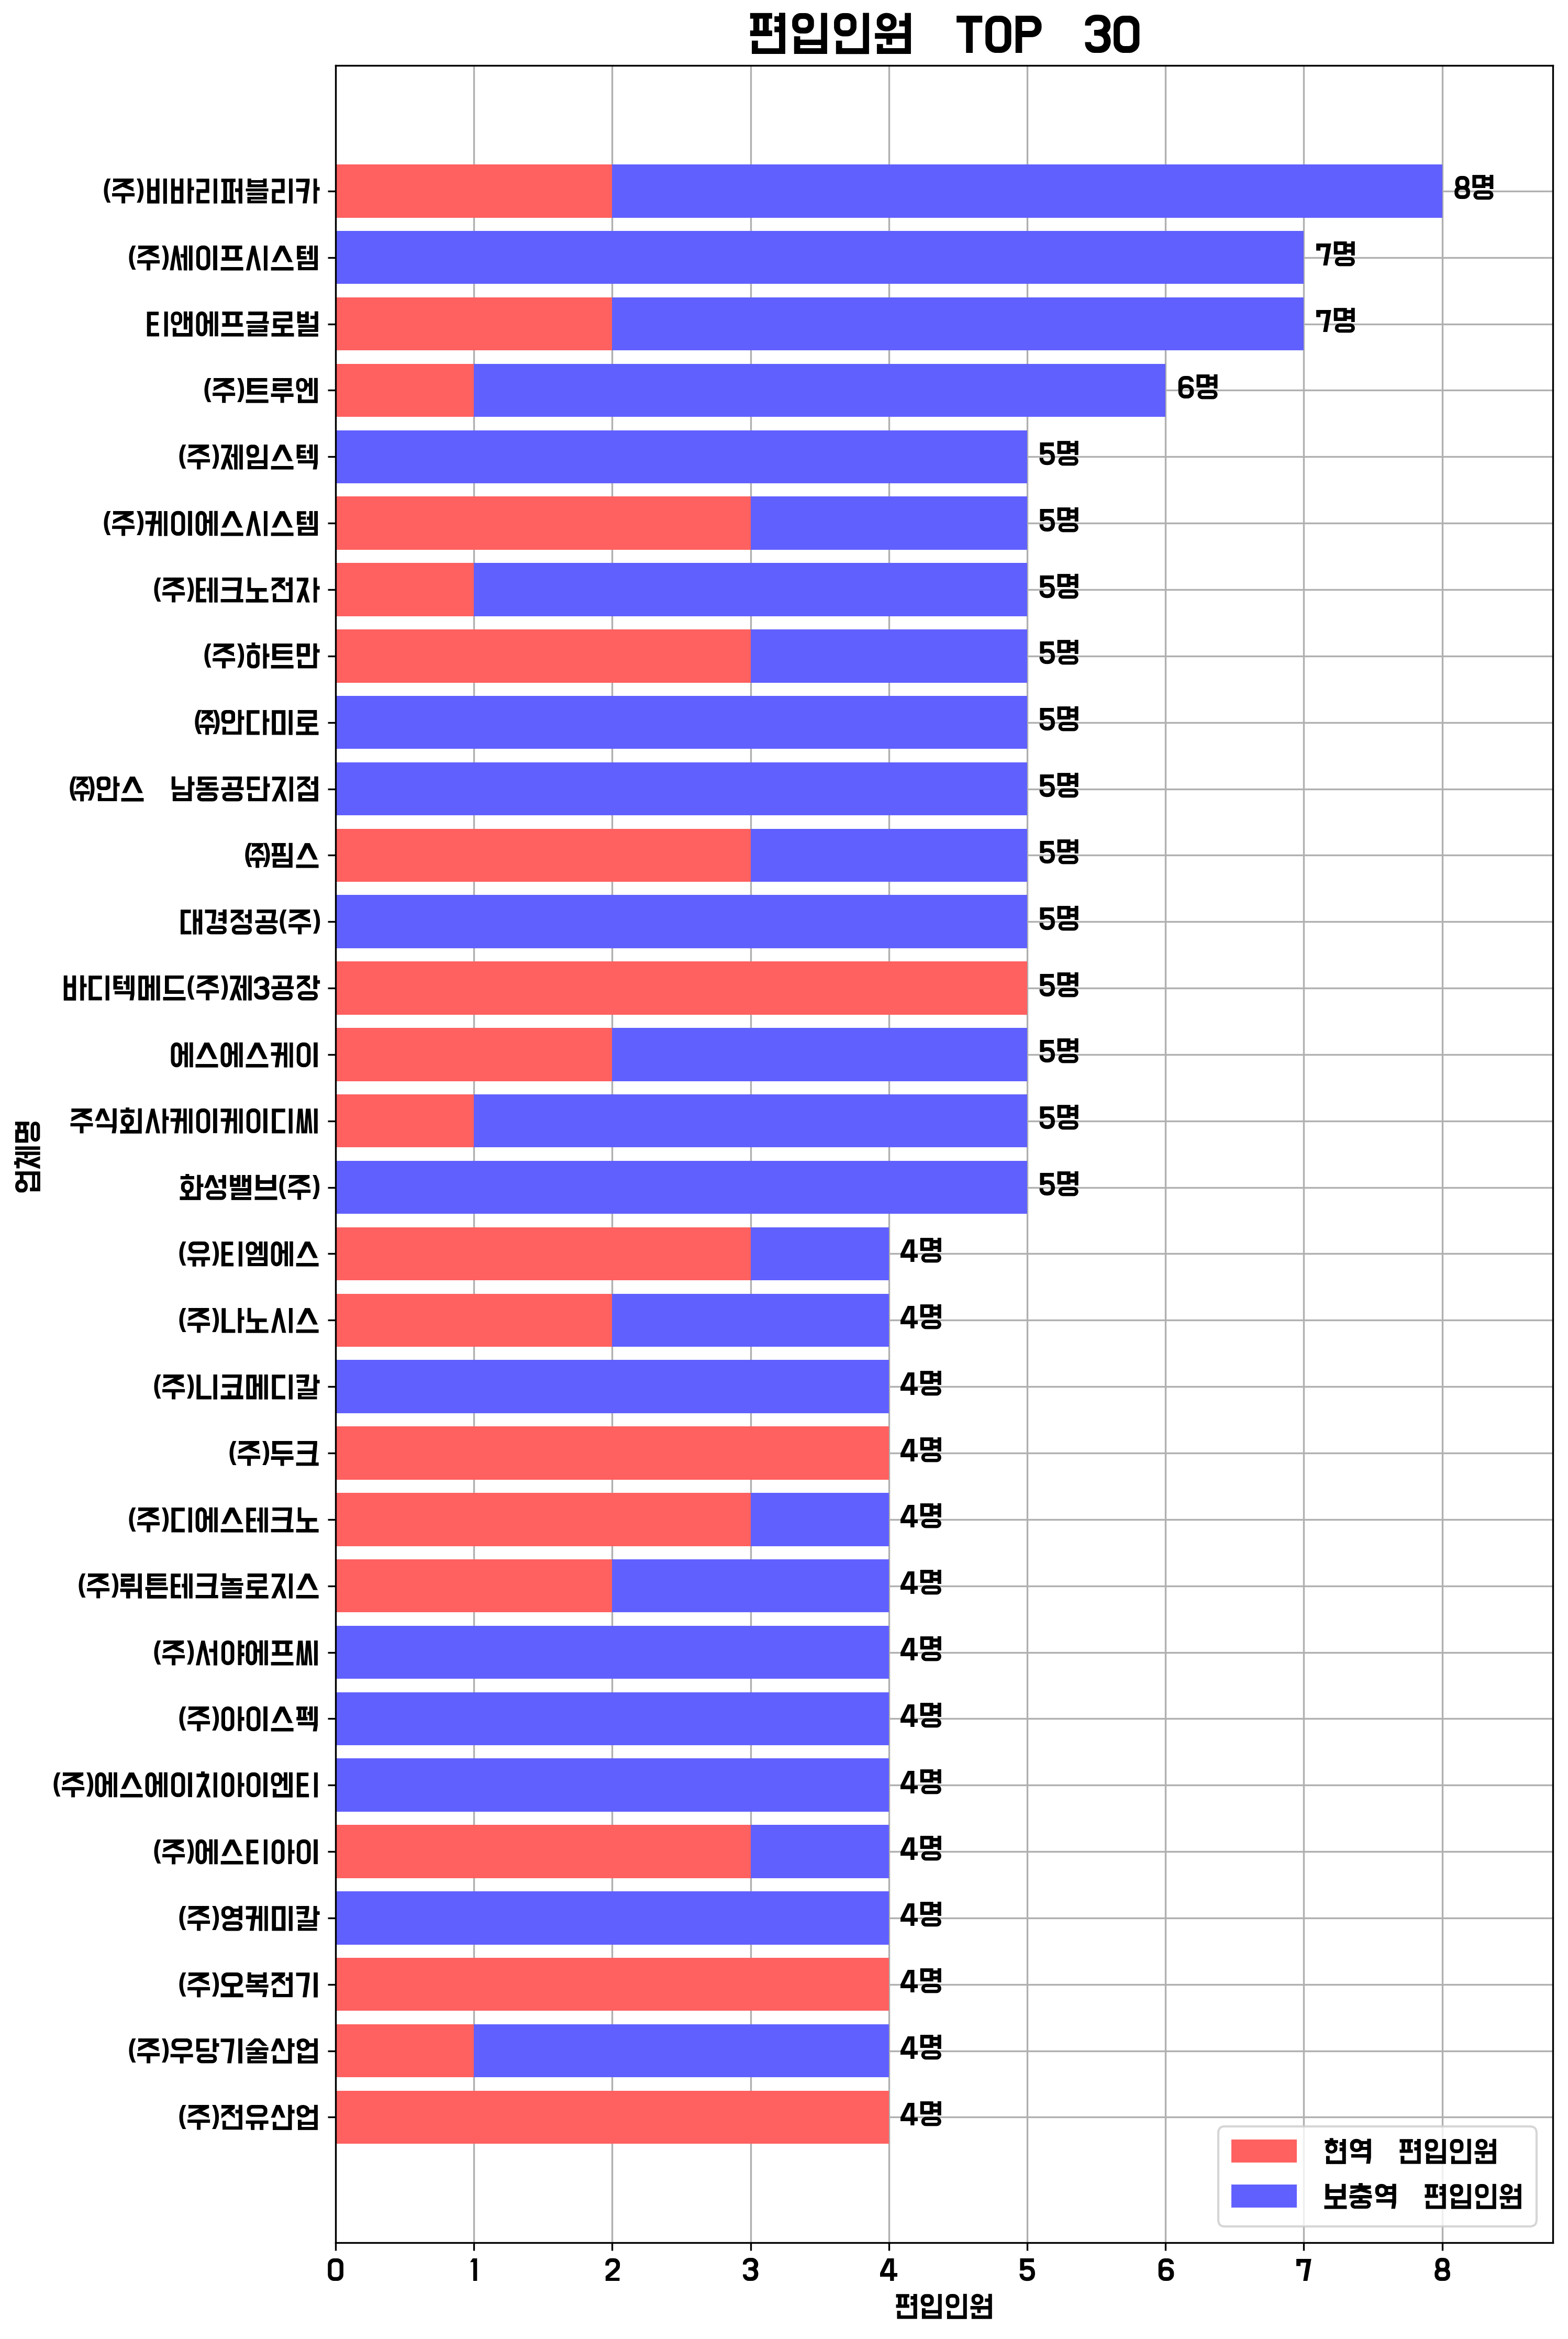 편입인원 TOP 30
(주)비바리퍼블리카 8명
(주)세이프시스템 7명
티앤에프글로벌 7명
(주)트루엔 6명
(주)제임스텍 5명
(주)케이에스시스템 5명
(주)테크노전자 5명
(주)하트만 5명
㈜안다미로 5명
㈜안스 남동공단지점 5명
㈜핌스 5명
대경정공(주) 5명
바디텍메드(주)제3공장 5명
에스에스케이 5명
주식회사케이케이디씨 5명
화성밸브(주) 5명
(유)티엠에스 4명
(주)나노시스 4명
(주)니코메디칼 4명
(주)두크 4명
(주)디에스테크노 4명
(주)뤼튼테크놀로지스 4명
(주)서야에프씨 4명
(주)아이스펙 4명
(주)에스에이치아이엔티 4명
(주)에스티아이 4명
(주)영케미칼 4명
(주)오복전기 4명
(주)우당기술산업 4명
(주)전유산업 4명
업체명
현역 편입인원
보충역 편입인원
0 1 2 3 4 5 6 7 8
편입인원